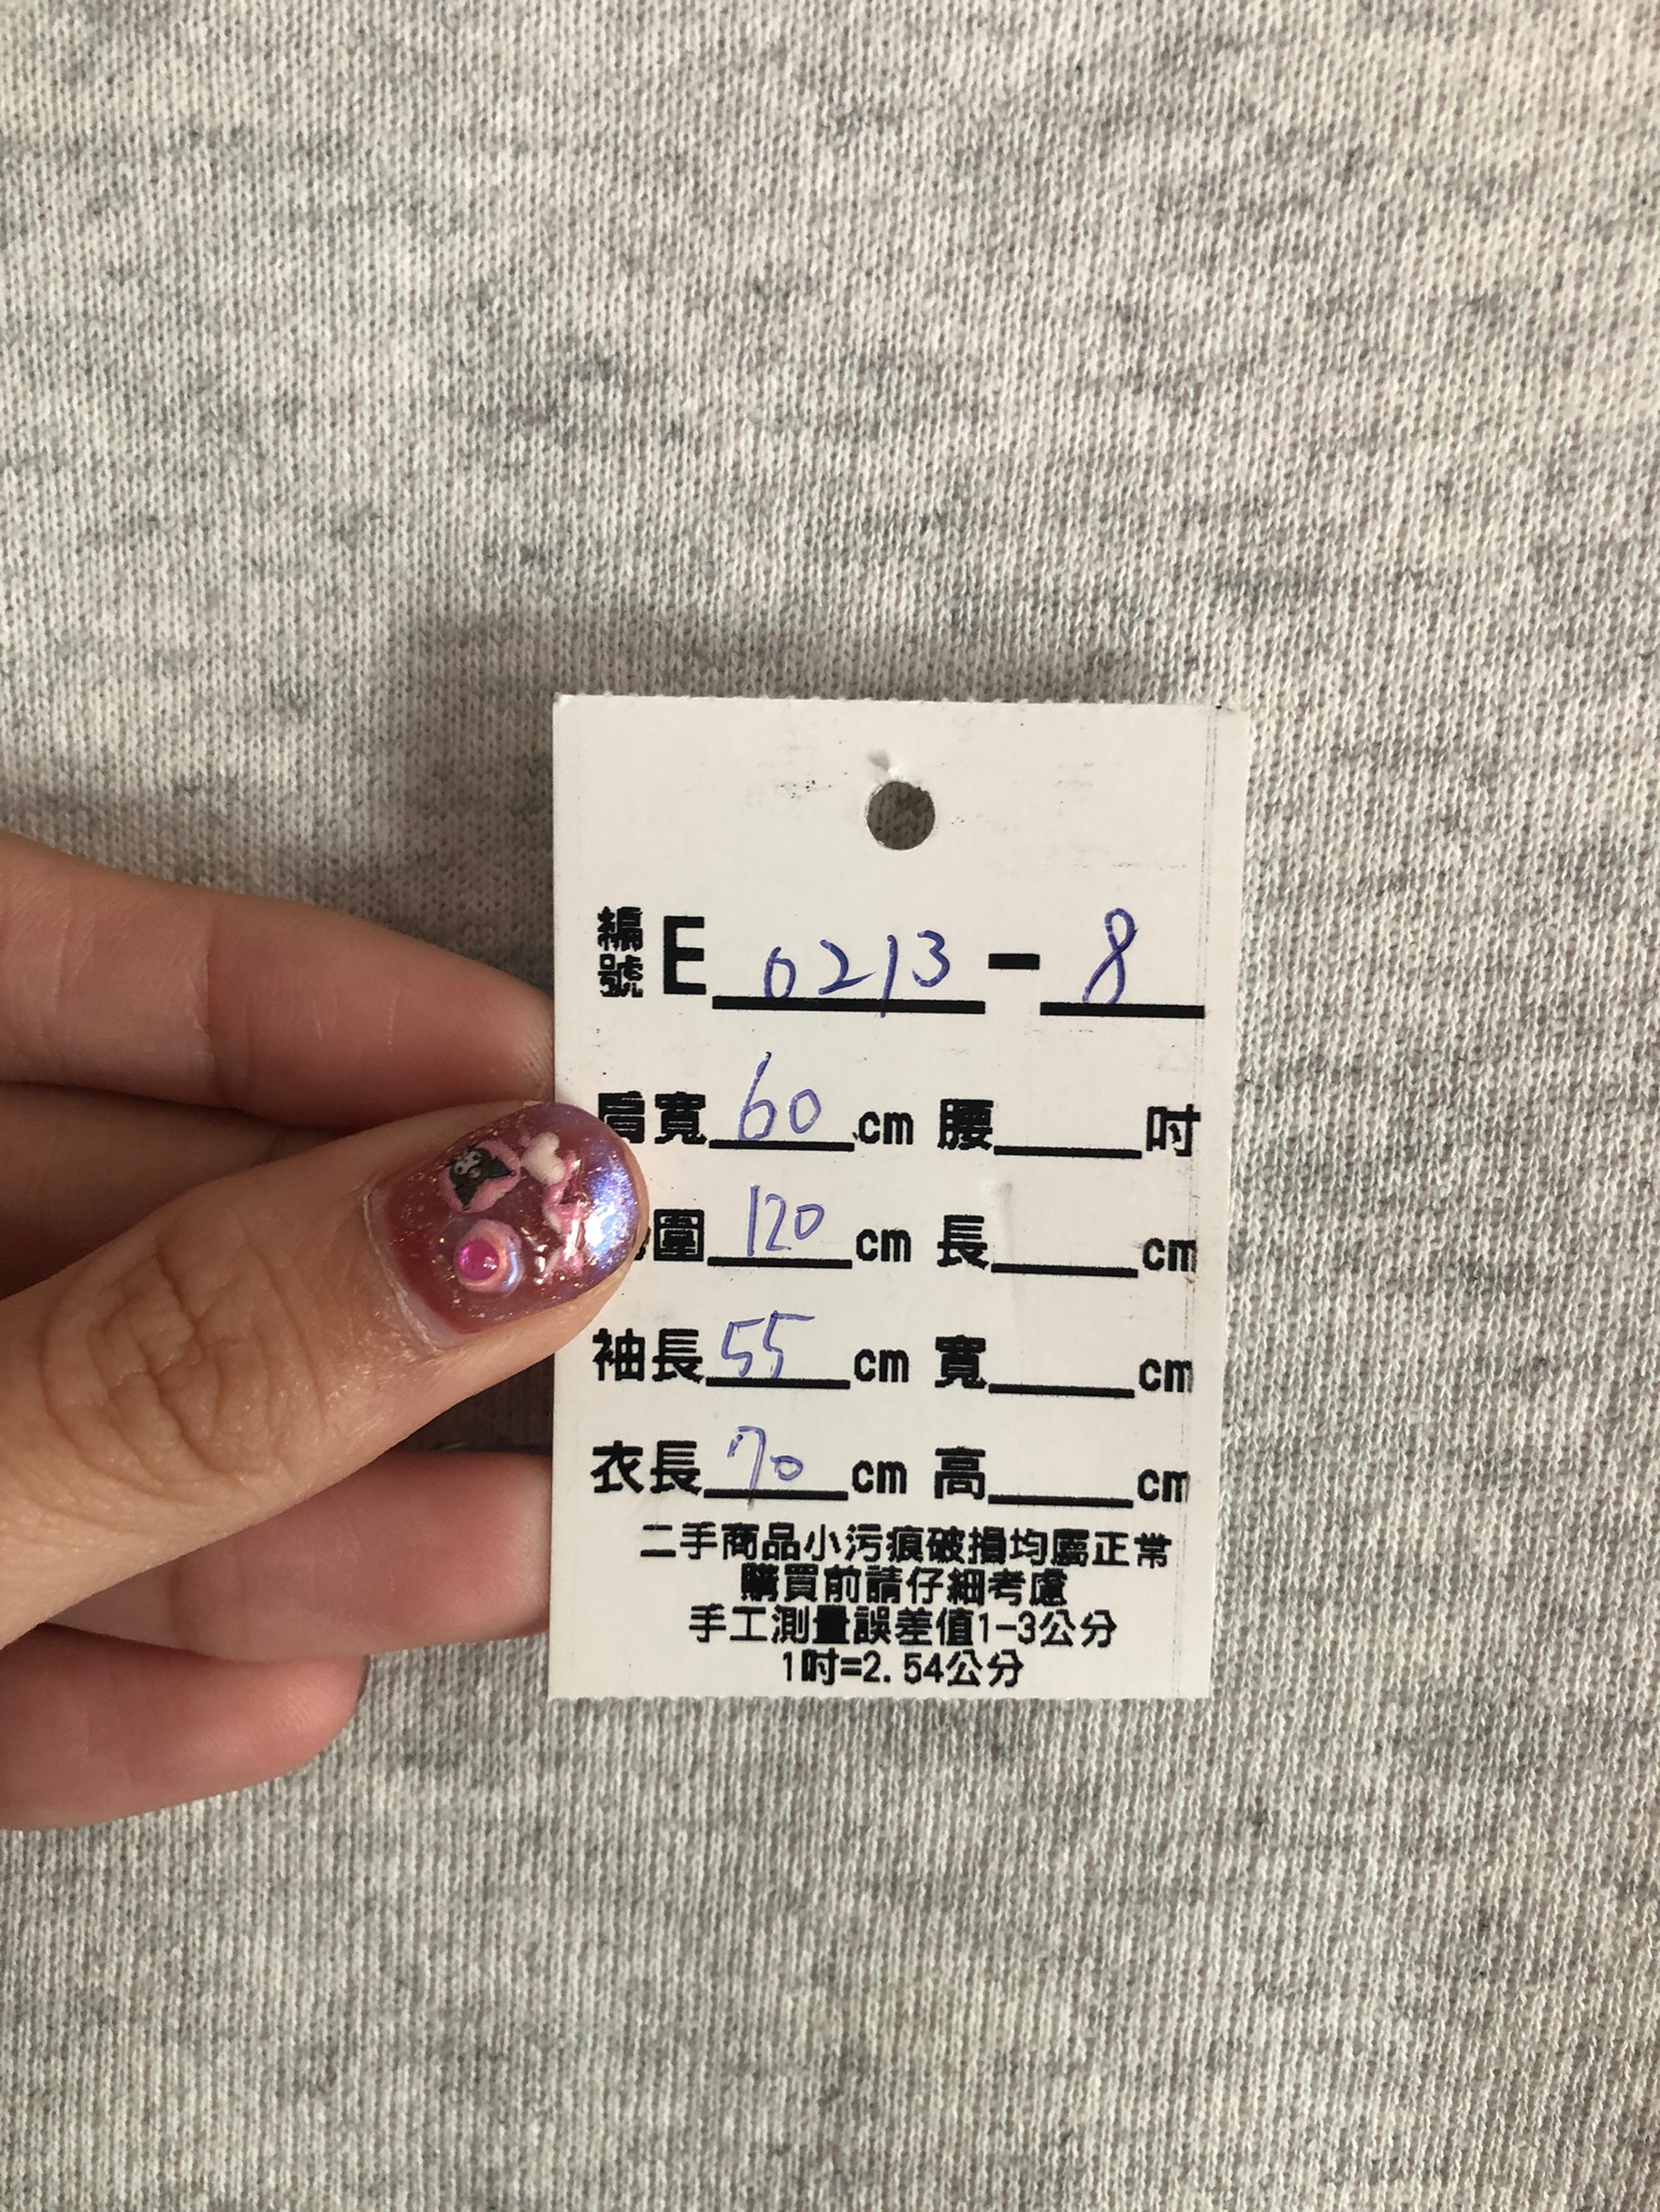 編號 E 0213 - 8
肩寬 60 cm 腰 吋
圍 120 cm 長 cm
袖長 55 cm 寬 cm
衣長 70 cm 高 cm
二手商品小污痕破損均屬正常
購買前請仔細考慮
手工測量誤差值1-3公分
1吋=2.54公分